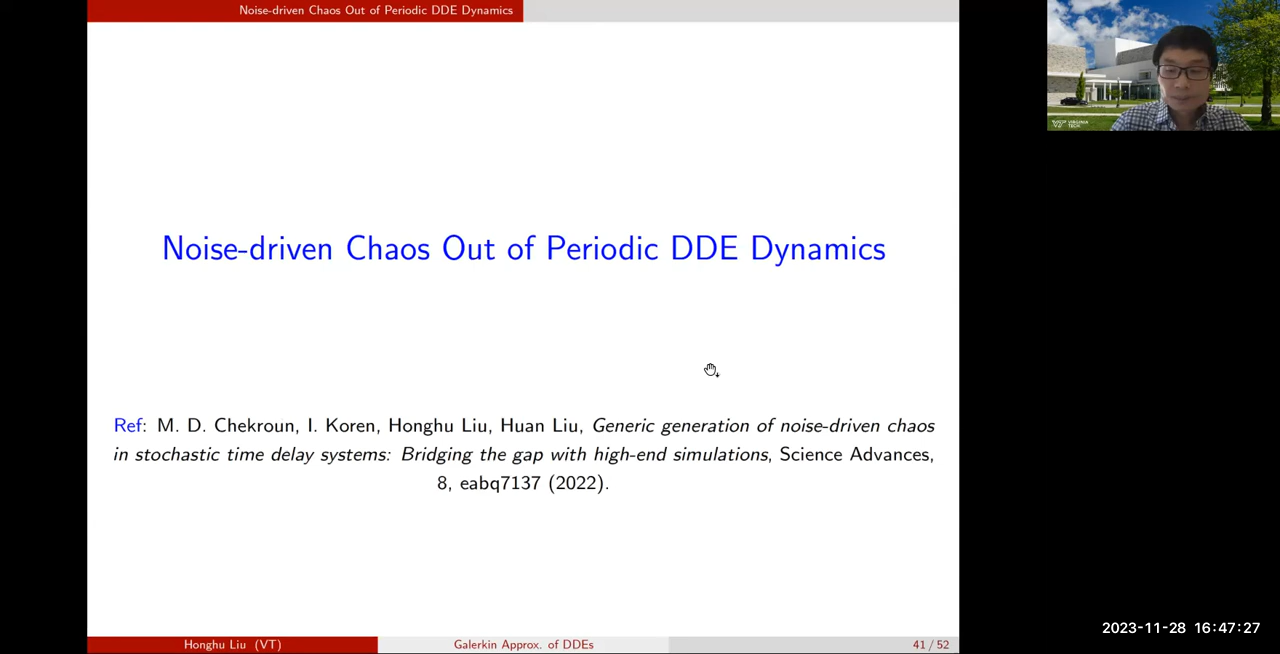 Noise-driven Chaos Out of Periodic DDE Dynamics
Noise-driven Chaos Out of Periodic DDE Dynamics
Ref: M. D. Chekroun, I. Koren, Honghu Liu, Huan Liu, Generic generation of noise-driven chaos
in stochastic time delay systems: Bridging the gap with high-end simulations, Science Advances,
8, eabq7137 (2022).
Honghu Liu (VT)
Galerkin Approx. of DDEs
41 / 52
VIRGINIA
TECH
2023-11-28 16:47:27